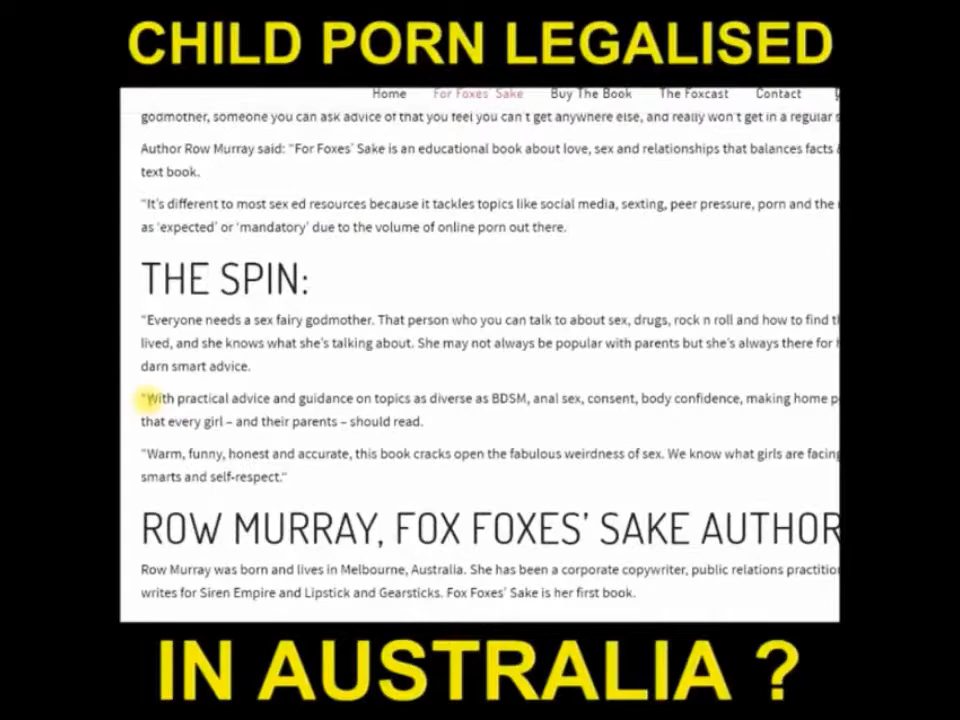 CHILD PORN LEGALISED
Home For Foxes' Sake Buy The Book The Foxcast Contact
godmother, someone you can ask advice of that you feel you can't get anywhere else, and really won't get in a regular
Author Row Murray said: "For Foxes' Sake is an educational book about love, sex and relationships that balances facts
text book.
"It's different to most sex ed resources because it tackles topics like social media, sexting, peer pressure, porn and the
as 'expected' or 'mandatory' due to the volume of online porn out there.
THE SPIN:
"Everyone needs a sex fairy godmother. That person who you can talk to about sex, drugs, rock n roll and how to find
lived, and she knows what she's talking about. She may not always be popular with parents but she's always there for
darn smart advice.
"With practical advice and guidance on topics as diverse as BDSM, anal sex, consent, body confidence, making home
that every girl – and their parents – should read.
"Warm, funny, honest and accurate, this book cracks open the fabulous weirdness of sex. We know what girls are facing
smarts and self-respect."
ROW MURRAY, FOX FOXES' SAKE AUTHOR
Row Murray was born and lives in Melbourne, Australia. She has been a corporate copywriter, public relations
writes for Siren Empire and Lipstick and Gearsticks. Fox Foxes' Sake is her first book.
IN AUSTRALIA ?